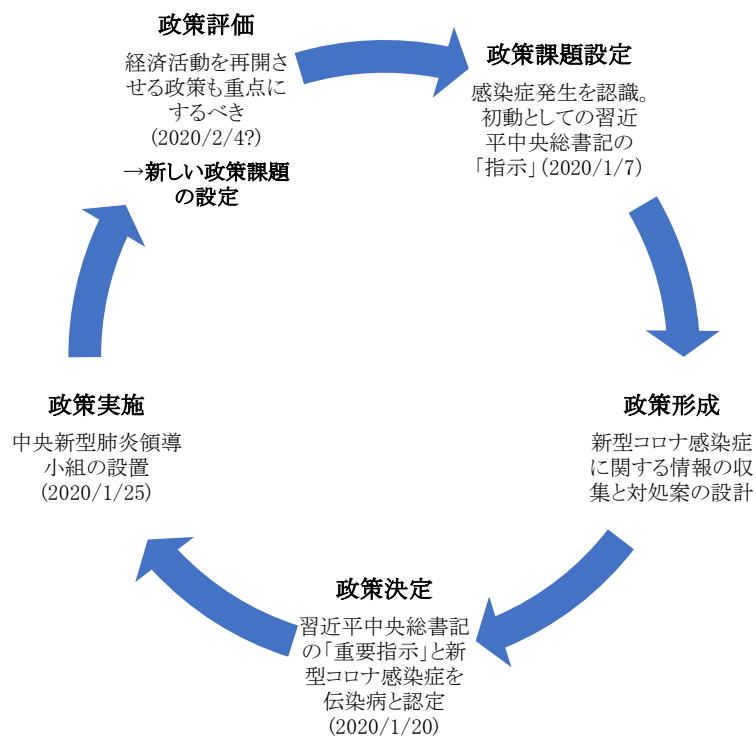 政策評価
経済活動を再開さ
せる政策も重点に
するべき
(2020/2/4?)
→新しい政策課題
の設定
政策課題設定
感染症発生を認識。
初動としての習近
平中央総書記の
「指示」(2020/1/7)
政策形成
新型コロナ感染症
に関する情報の収
集と対処案の設計
政策決定
習近平中央総書記
の「重要指示」と新
型コロナ感染症を
伝染病と認定
(2020/1/20)
政策実施
中央新型肺炎領導
小組の設置
(2020/1/25)